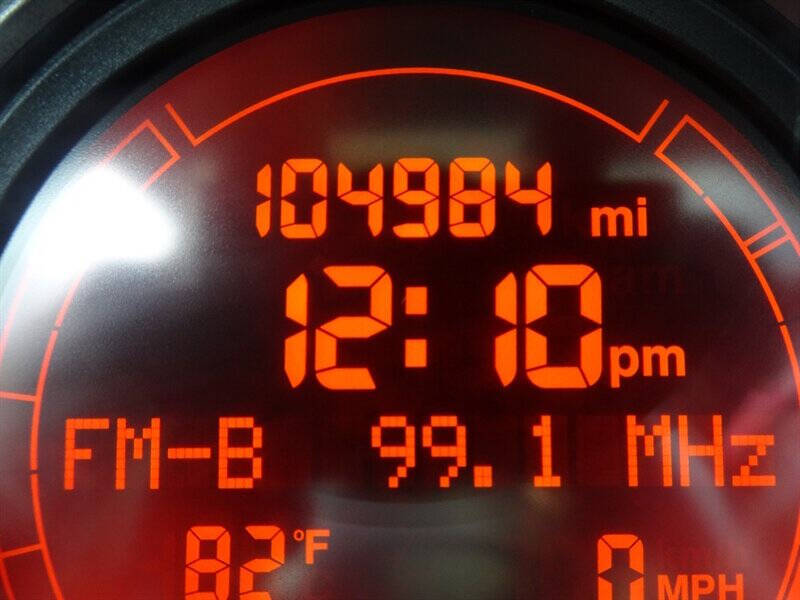 104984 mi
12:10 pm
FM-B 99.1 MHz
82°F 0 MPH